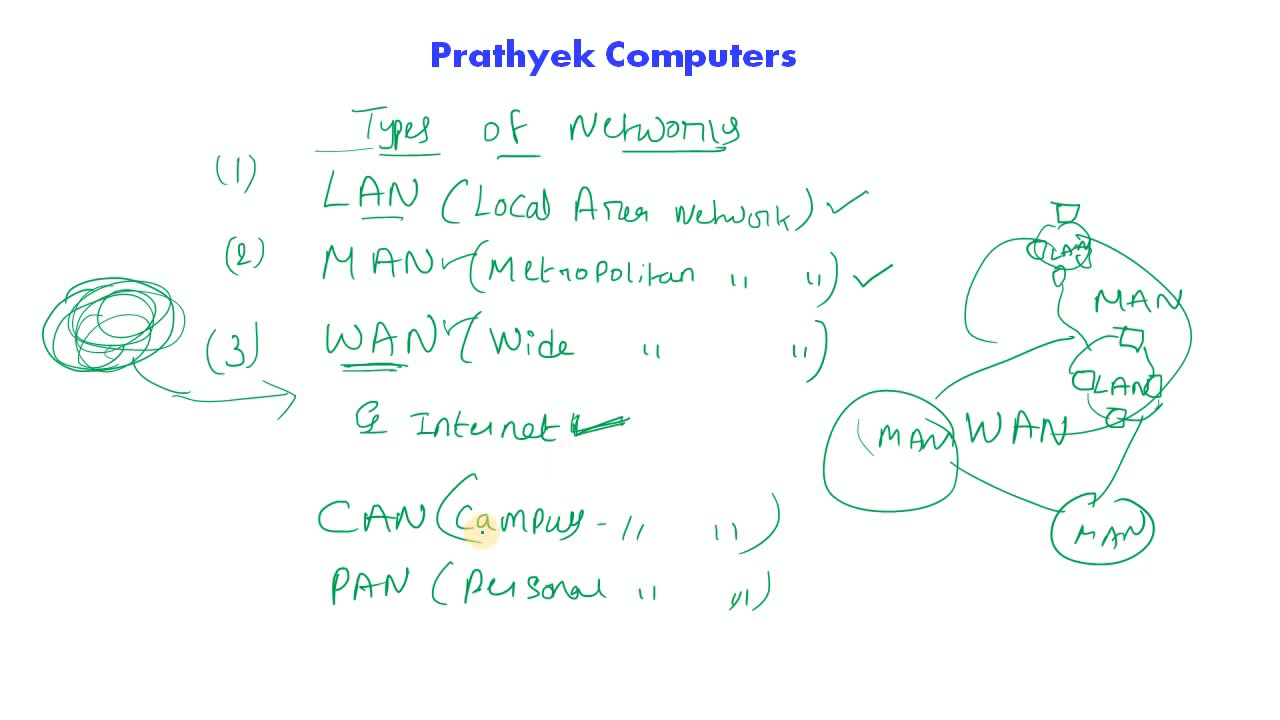 Prathyek Computers
Types of Networks
(1) LAN (Local Area Network)
(2) MAN (Metropolitan " ")
(3) WAN (Wide " ")
Internet
CAN (Campus - " ")
PAN (Personal " ")
LAN
MAN
LAN
MAN WAN
MAN